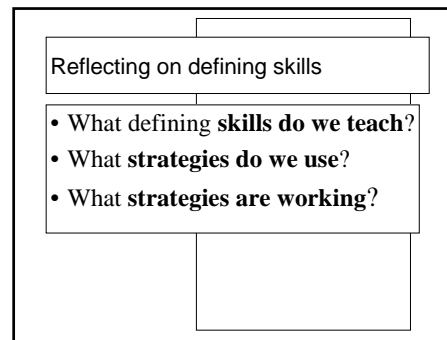 Reflecting on defining skills
• What defining skills do we teach?
• What strategies do we use?
• What strategies are working?